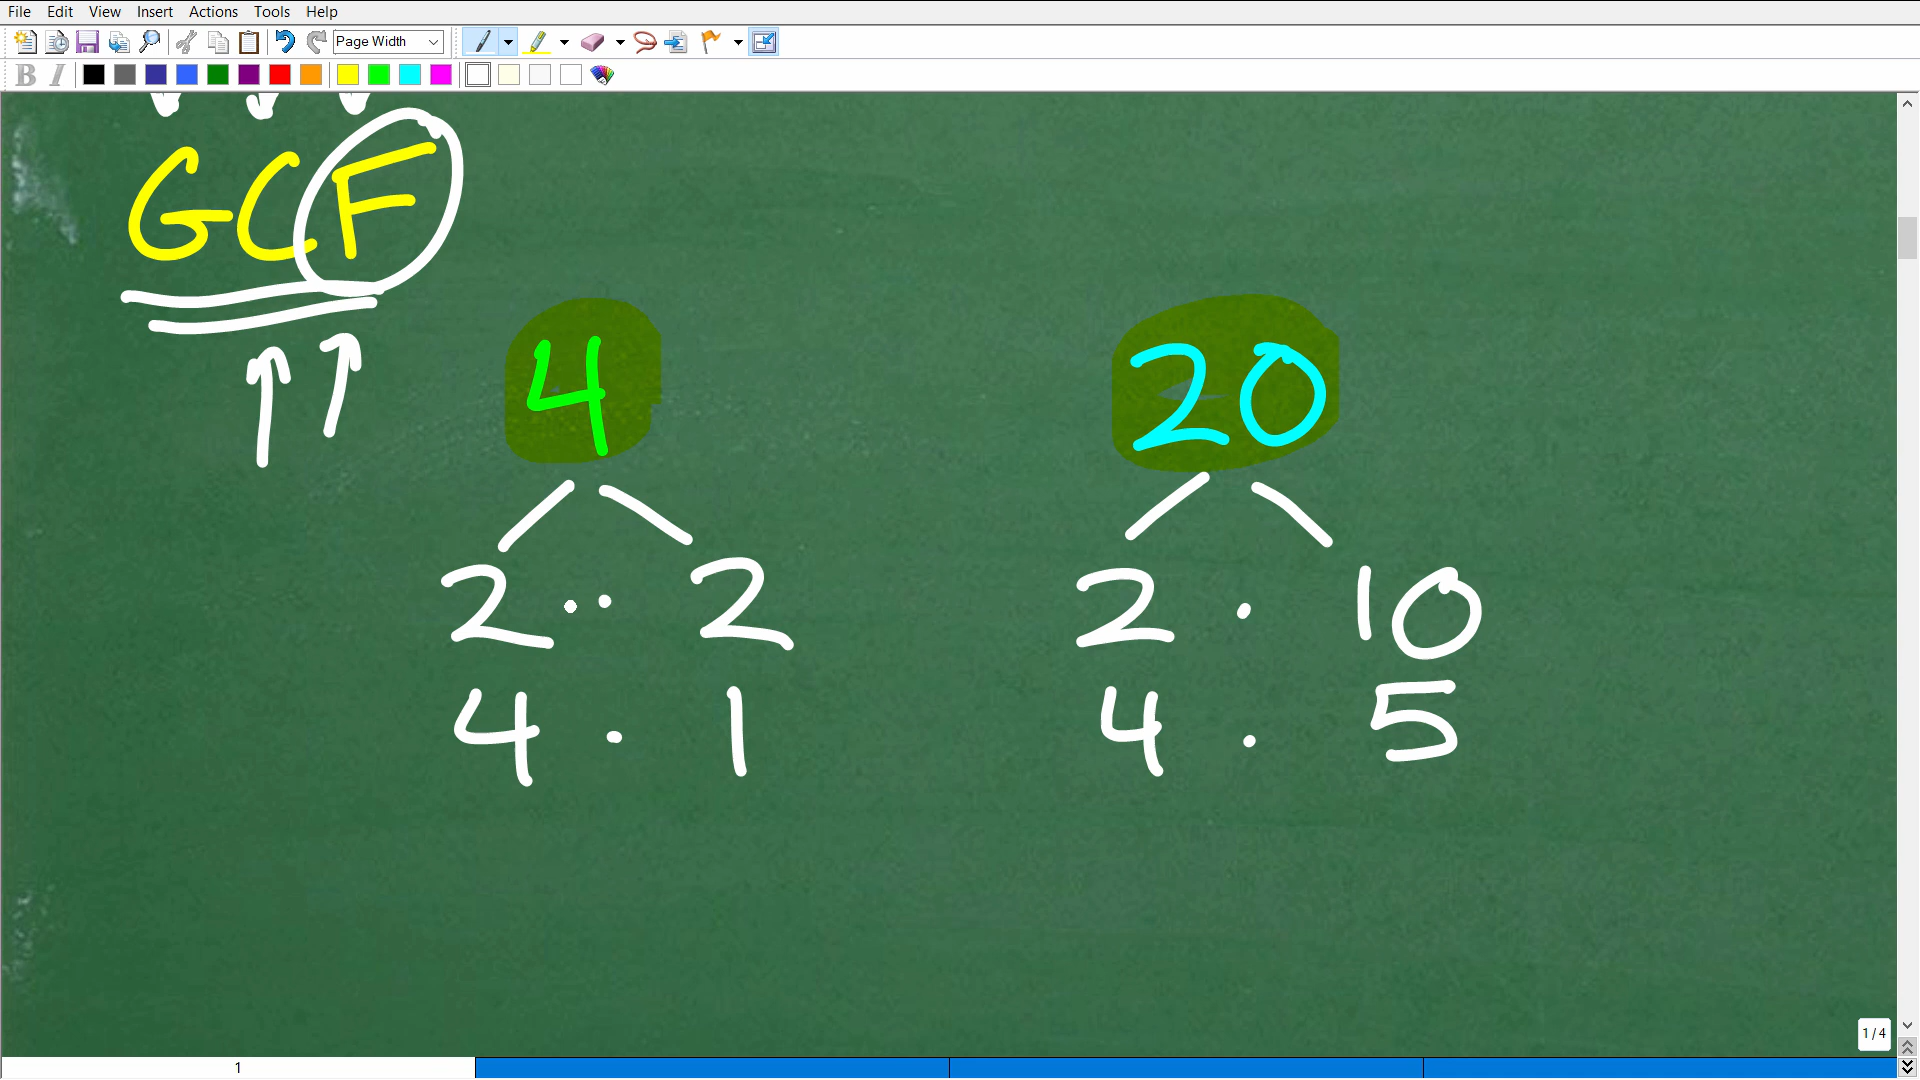 File Edit View Insert Actions Tools Help
Page Width
B I
GCF
4 20
2 · 2 2 · 10
4 · 1 4 · 5
1 / 4
1